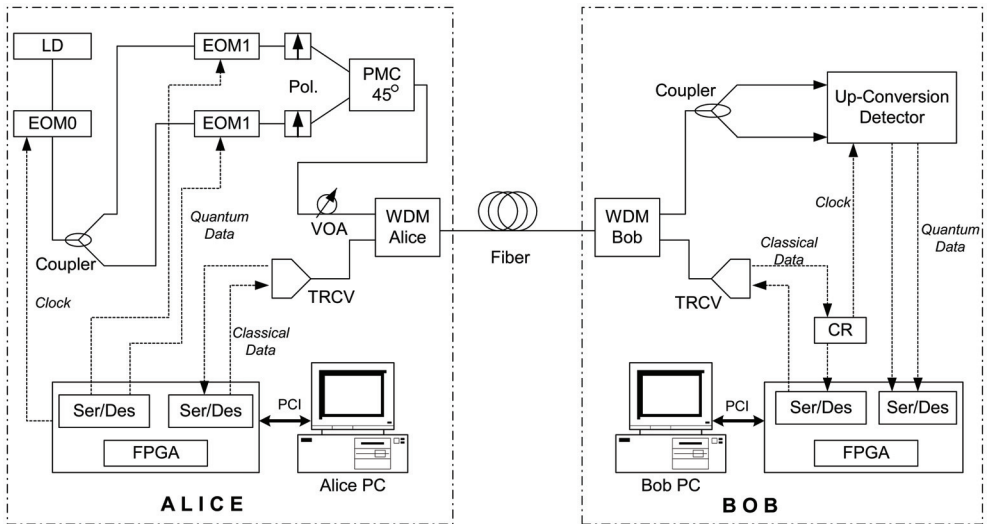 LD
EOM1
Pol.
PMC
45°
EOM0
EOM1
Quantum
Data
Coupler
Clock
VOA
WDM
Alice
TRCV
Classical
Data
Ser/Des
Ser/Des
FPGA
PCI
Alice PC
ALICE
Fiber
Coupler
Up-Conversion
Detector
WDM
Bob
Clock
Classical
Data
Quantum
Data
TRCV
CR
PCI
Ser/Des
Ser/Des
FPGA
Bob PC
BOB